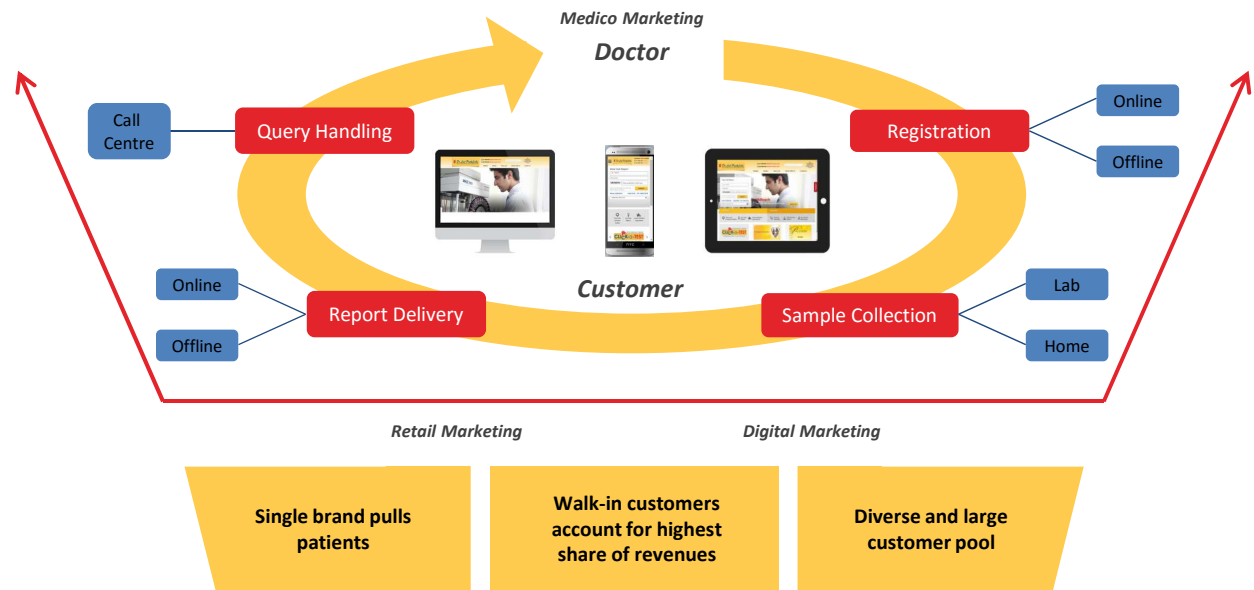 Medico Marketing
Doctor
Call
Centre
Query Handling
Registration
Online
Offline
Customer
Online
Offline
Report Delivery
Sample Collection
Lab
Home
Retail Marketing
Digital Marketing
Single brand pulls
patients
Walk-in customers
account for highest
share of revenues
Diverse and large
customer pool